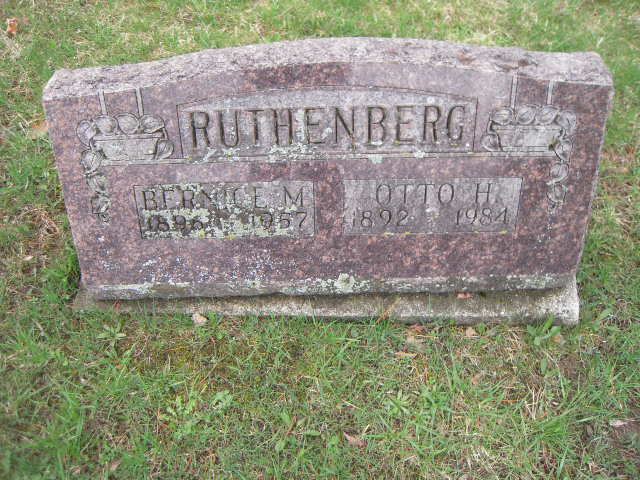 RUTHENBERG
BERNICE M. OTTO H.
1957 1892 1984